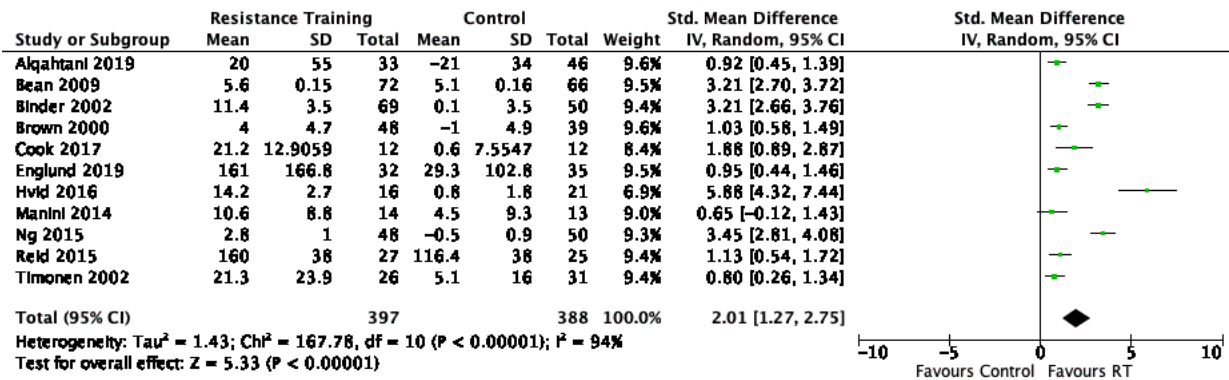 Resistance Training Control Std. Mean Difference Std. Mean Difference
Study or Subgroup Mean SD Total Mean SD Total Weight IV, Random, 95% CI IV, Random, 95% CI
Alqahtani 2019 20 55 33 −21 34 46 9.6% 0.92 [0.45, 1.39]
Bean 2009 5.6 0.15 72 5.1 0.16 66 9.5% 3.21 [2.70, 3.72]
Binder 2002 11.4 3.5 69 0.1 3.5 50 9.4% 3.21 [2.66, 3.76]
Brown 2000 4 4.7 48 −1 4.9 39 9.6% 1.03 [0.58, 1.49]
Cook 2017 21.2 12.9059 12 0.6 7.5547 12 8.4% 1.88 [0.89, 2.87]
Englund 2019 161 166.8 32 29.3 102.8 35 9.5% 0.95 [0.44, 1.46]
Hvid 2016 14.2 2.7 16 0.8 1.8 21 6.9% 5.88 [4.32, 7.44]
Manini 2014 10.6 8.8 14 4.5 9.3 13 9.0% 0.65 [−0.12, 1.43]
Ng 2015 2.8 1 48 −0.5 0.9 50 9.3% 3.45 [2.81, 4.08]
Reid 2015 160 38 27 116.4 38 25 9.4% 1.13 [0.54, 1.72]
Timonen 2002 21.3 23.9 26 5.1 16 31 9.4% 0.80 [0.26, 1.34]
Total (95% CI) 397 388 100.0% 2.01 [1.27, 2.75]
Heterogeneity: Tau² = 1.43; Chi² = 167.78, df = 10 (P < 0.00001); I² = 94%
Test for overall effect: Z = 5.33 (P < 0.00001)
−10 −5 0 5 10
Favours Control Favours RT